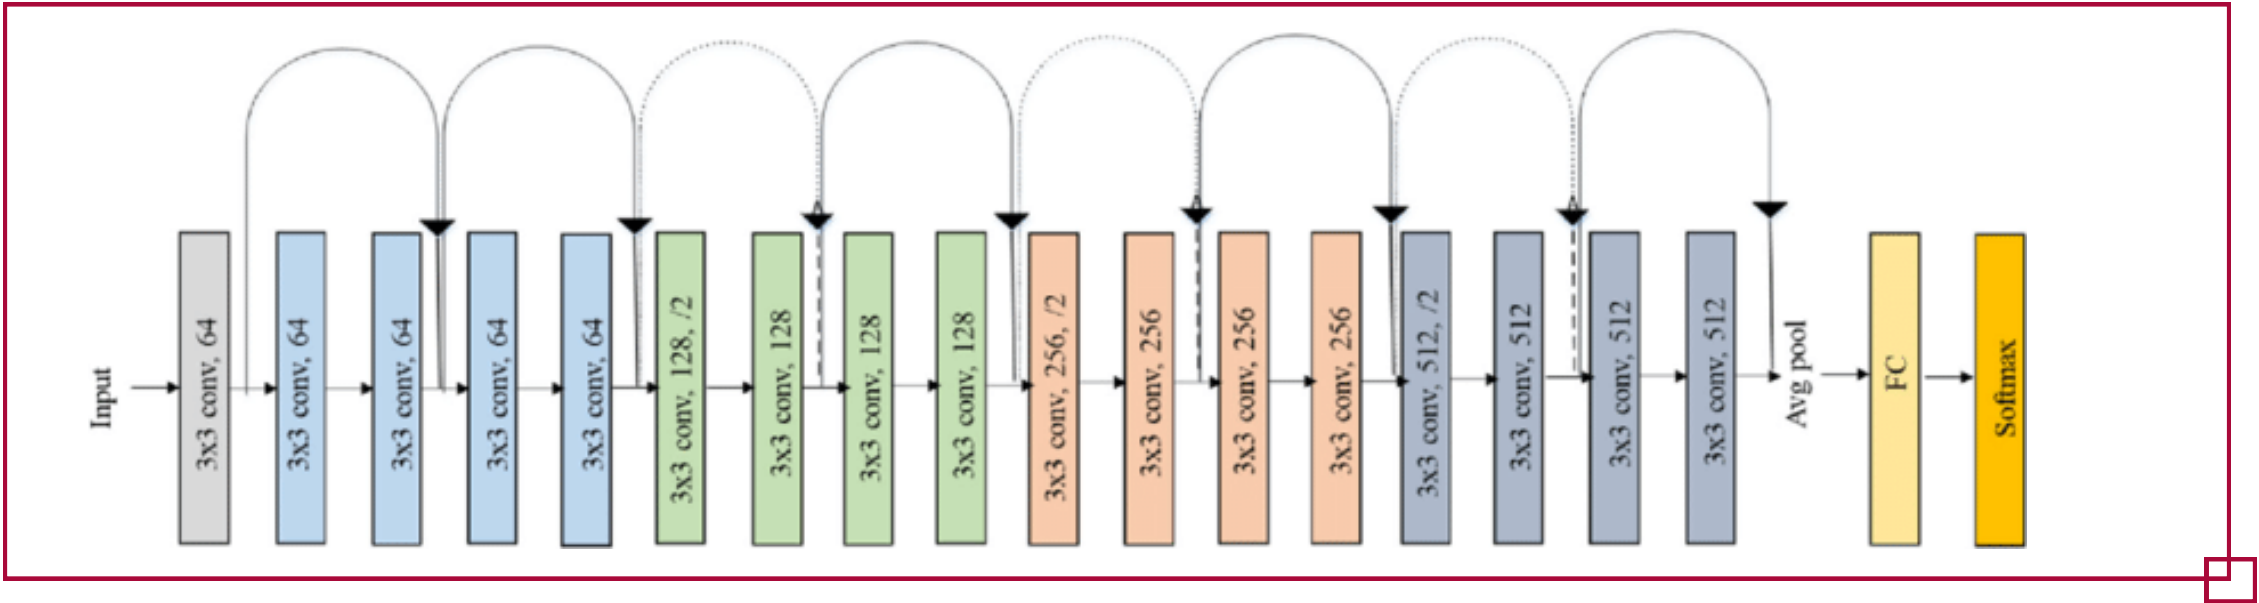 Input
3x3 conv, 64
3x3 conv, 64
3x3 conv, 64
3x3 conv, 64
3x3 conv, 64
3x3 conv, 128, /2
3x3 conv, 128
3x3 conv, 128
3x3 conv, 128
3x3 conv, 256, /2
3x3 conv, 256
3x3 conv, 256
3x3 conv, 256
3x3 conv, 512, /2
3x3 conv, 512
3x3 conv, 512
3x3 conv, 512
Avg pool
FC
Softmax